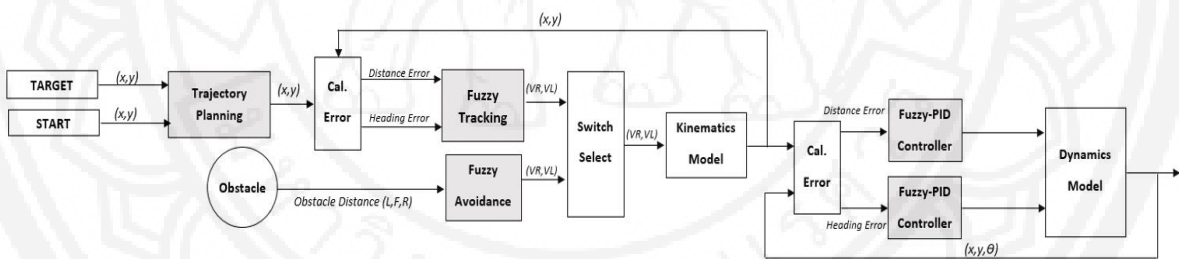 (x,y)
TARGET
(x,y)
START
(x,y)
Trajectory
Planning
(x,y)
Cal.
Error
Distance Error
Heading Error
Fuzzy
Tracking
(VR,VL)
Obstacle
Obstacle Distance (L,F,R)
Fuzzy
Avoidance
(VR,VL)
Switch
Select
(VR,VL)
Kinematics
Model
Cal.
Error
Distance Error
Fuzzy-PID
Controller
Heading Error
Fuzzy-PID
Controller
Dynamics
Model
(x,y,θ)